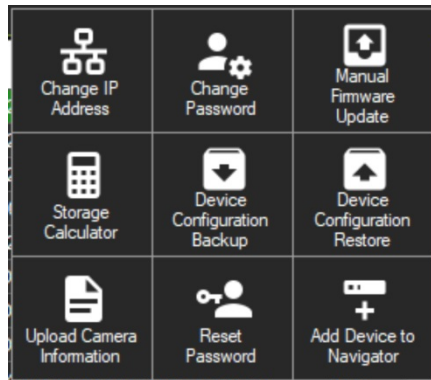 Change IP
Address
Change
Password
Manual
Firmware
Update
Storage
Calculator
Device
Configuration
Backup
Device
Configuration
Restore
Upload Camera
Information
Reset
Password
Add Device to
Navigator